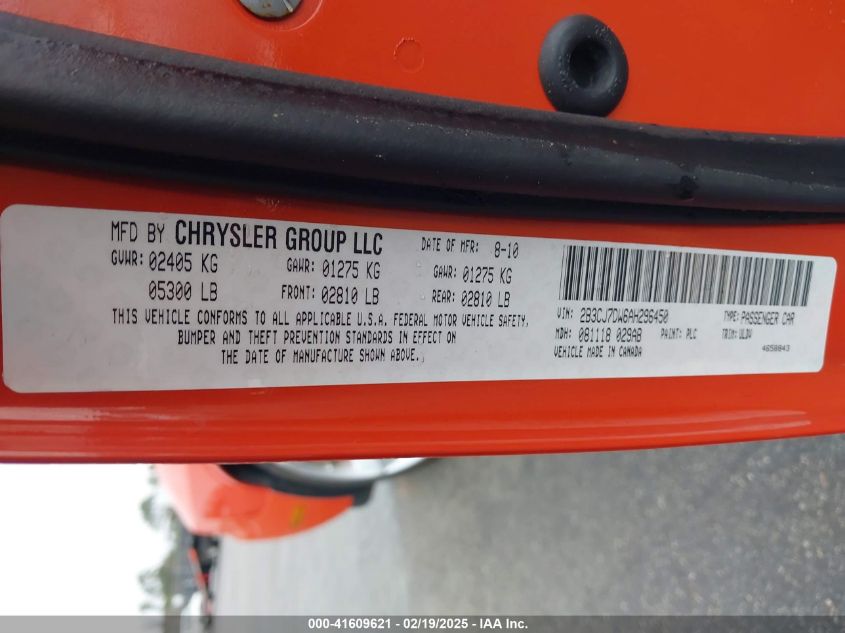 MFD BY CHRYSLER GROUP LLC DATE OF MFR: 8-10
GVWR: 02405 KG GAWR: 01275 KG GAWR: 01275 KG
05300 LB FRONT: 02810 LB REAR: 02810 LB
THIS VEHICLE CONFORMS TO ALL APPLICABLE U.S.A. FEDERAL MOTOR VEHICLE SAFETY,
BUMPER AND THEFT PREVENTION STANDARDS IN EFFECT ON
THE DATE OF MANUFACTURE SHOWN ABOVE.
VIN: 2B3CJ7DW6AH296450 TYPE: PASSENGER CAR
MDH: 081118 029AB PAINT: PLC TRIM: ULDV
VEHICLE MADE IN CANADA 4658843
000-41609621 - 02/19/2025 - IAA Inc.